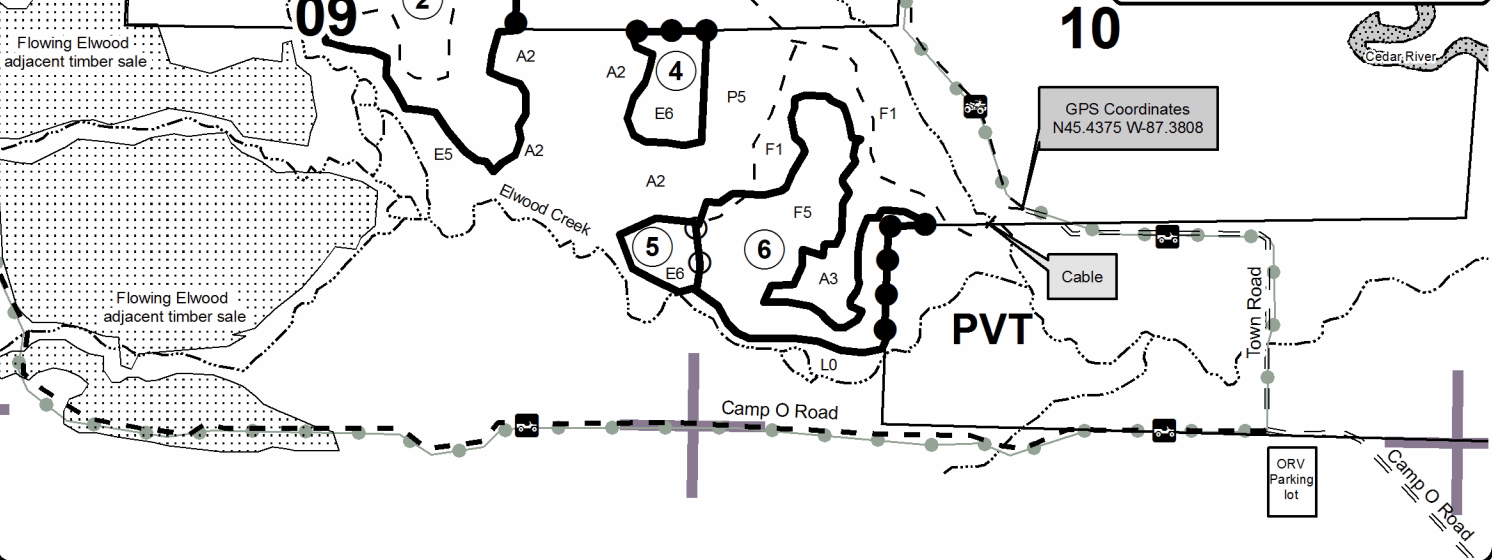 2
09
10
Flowing Elwood
adjacent timber sale
A2
A2
4
E6
P5
Cedar River
GPS Coordinates
N45.4375 W-87.3808
F1
F1
E5
A2
A2
Elwood Creek
F5
5
E6
6
A3
Cable
Flowing Elwood
adjacent timber sale
PVT
Town Road
L0
Camp O Road
ORV
Parking
lot
Camp O Road